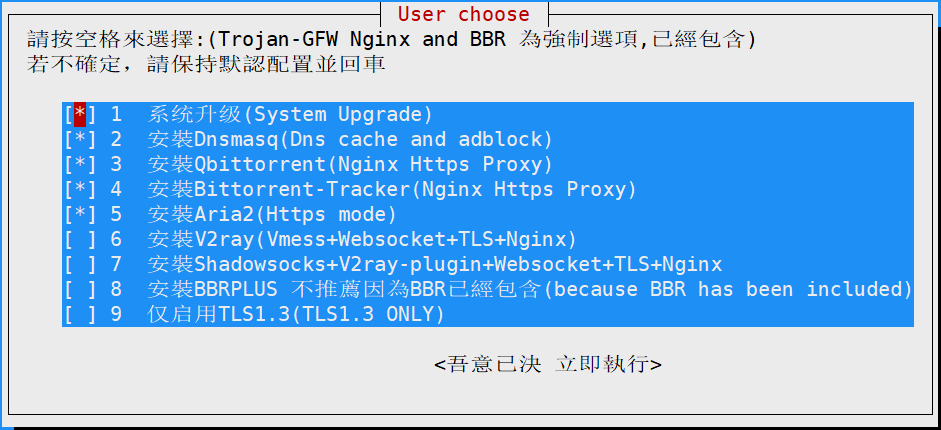 User choose
請按空格來選擇:(Trojan-GFW Nginx and BBR 為強制選項,已經包含)
若不確定，請保持默認配置並回車
[*] 1 系统升级(System Upgrade)
[*] 2 安裝Dnsmasq(Dns cache and adblock)
[*] 3 安裝Qbittorrent(Nginx Https Proxy)
[*] 4 安裝Bittorrent-Tracker(Nginx Https Proxy)
[*] 5 安裝Aria2(Https mode)
[ ] 6 安裝V2ray(Vmess+Websocket+TLS+Nginx)
[ ] 7 安裝Shadowsocks+V2ray-plugin+Websocket+TLS+Nginx
[ ] 8 安裝BBRPLUS 不推薦因為BBR已經包含(because BBR has been included)
[ ] 9 仅启用TLS1.3(TLS1.3 ONLY)
<吾意已決 立即執行>